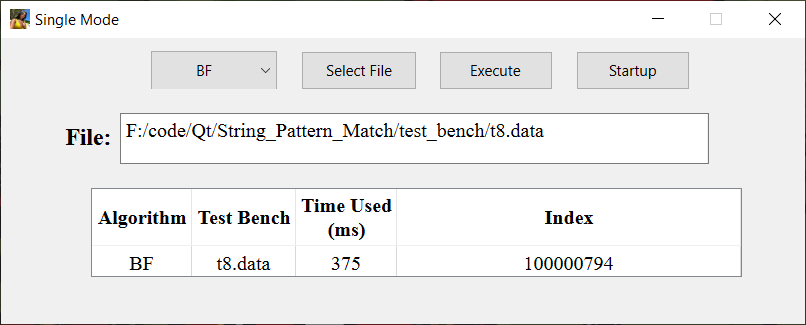 Single Mode
BF Select File Execute Startup
File: F:/code/Qt/String_Pattern_Match/test_bench/t8.data
Algorithm Test Bench Time Used (ms) Index
BF t8.data 375 100000794